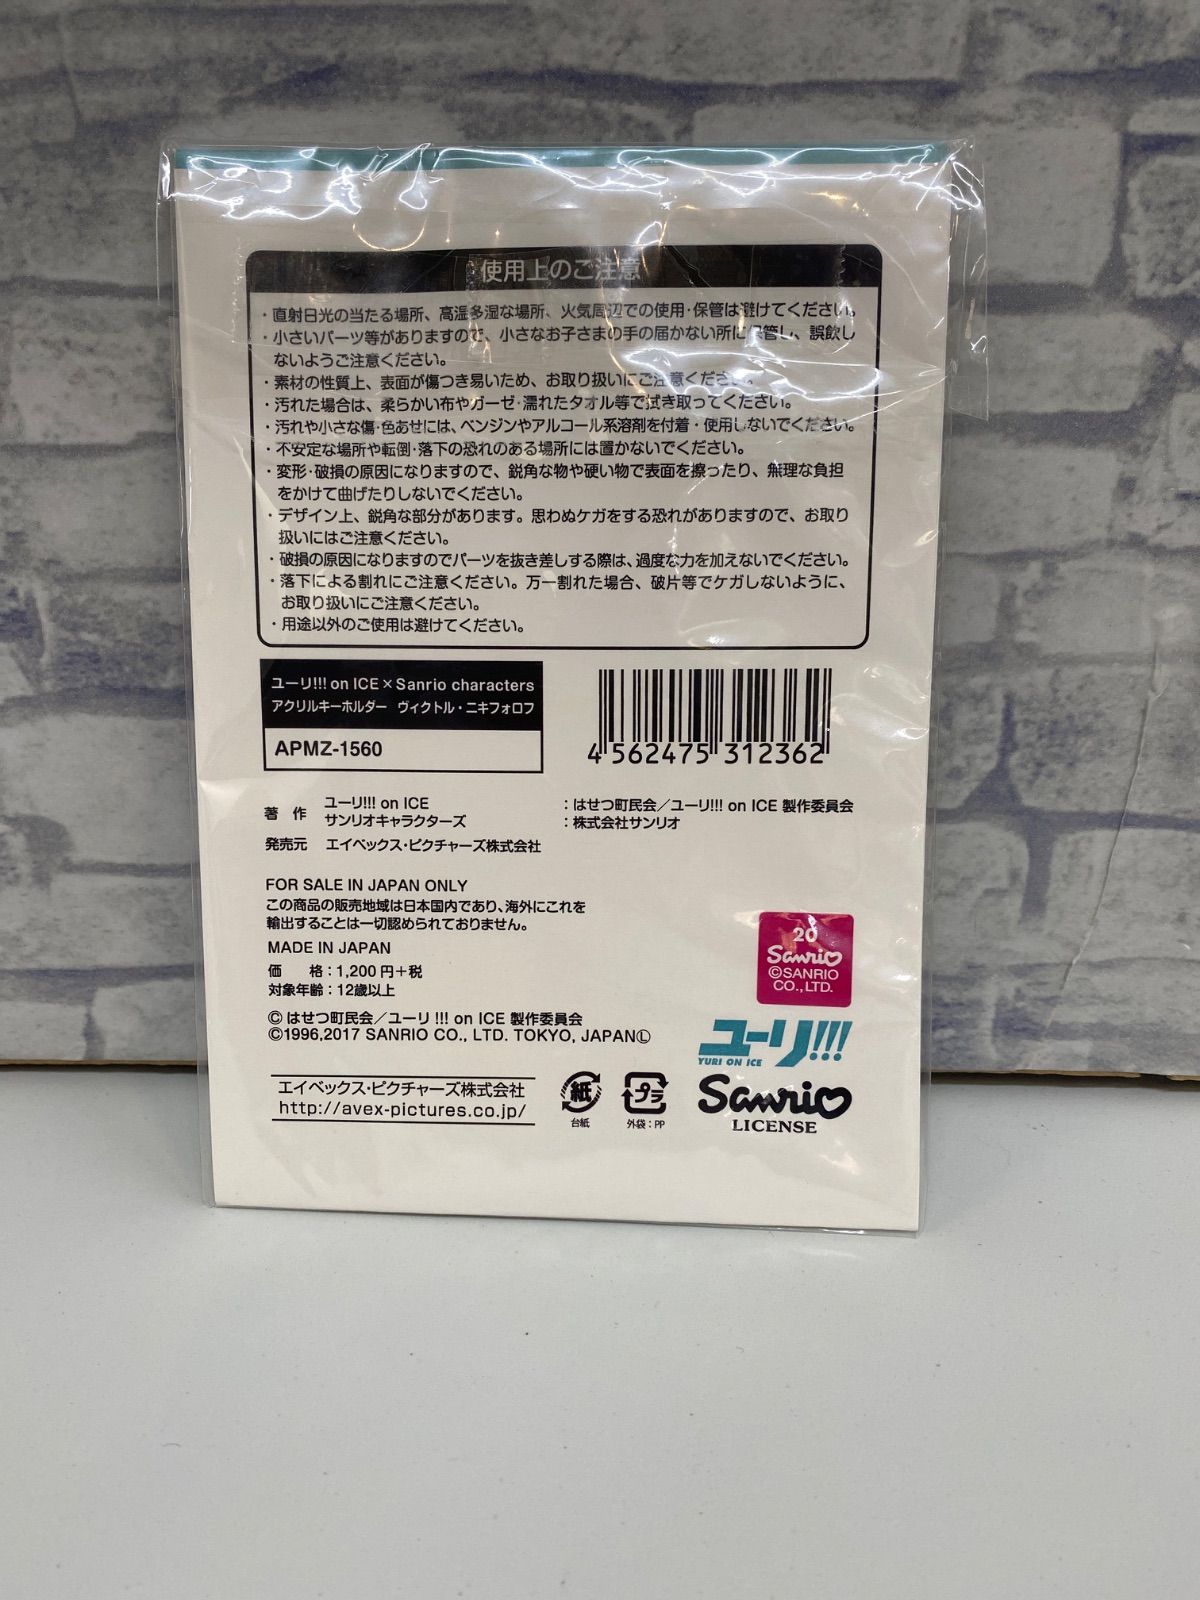 使用上のご注意
・直射日光の当たる場所、高温多湿な場所、火気周辺での使用・保管は避けてください。
・小さいパーツ等がありますので、小さなお子さまの手の届かない所に保管し、誤飲し
ないようご注意ください。
・素材の性質上、表面が傷つき易いため、お取り扱いにご注意ください。
・汚れた場合は、柔らかい布やガーゼ・濡れたタオル等で拭き取ってください。
・汚れや小さな傷・色あせには、ベンジンやアルコール系溶剤を付着・使用しないでください。
・不安定な場所や転倒・落下の恐れのある場所には置かないでください。
・変形・破損の原因になりますので、鋭角な物や硬い物で表面を擦ったり、無理な負担
をかけて曲げたりしないでください。
・デザイン上、鋭角な部分があります。思わぬケガをする恐れがありますので、お取り
扱いにはご注意ください。
・破損の原因になりますのでパーツを抜き差しする際は、過度な力を加えないでください。
・落下による割れにご注意ください。万一割れた場合、破片等でケガしないように、
お取り扱いにご注意ください。
・用途以外のご使用は避けてください。
ユーリ!!! on ICE×Sanrio characters
アクリルキーホルダー ヴィクトル・ニキフォロフ
APMZ-1560
4 562475 312362
著 作 ユーリ!!! on ICE ：はせつ町民会／ユーリ!!! on ICE 製作委員会
サンリオキャラクターズ ：株式会社サンリオ
発売元 エイベックス・ピクチャーズ株式会社
FOR SALE IN JAPAN ONLY
この商品の販売地域は日本国内であり、海外にこれを
輸出することは一切認められておりません。
MADE IN JAPAN
価 格：1,200円+税
対象年齢：12歳以上
© はせつ町民会／ユーリ!!! on ICE 製作委員会
©1996,2017 SANRIO CO., LTD. TOKYO, JAPANⓁ
20
Sanrio
©SANRIO
CO.,LTD.
ユーリ!!!
YURI ON ICE
Sanrio
LICENSE
エイベックス・ピクチャーズ株式会社
http://avex-pictures.co.jp/
紙
台紙
プラ
外袋：PP